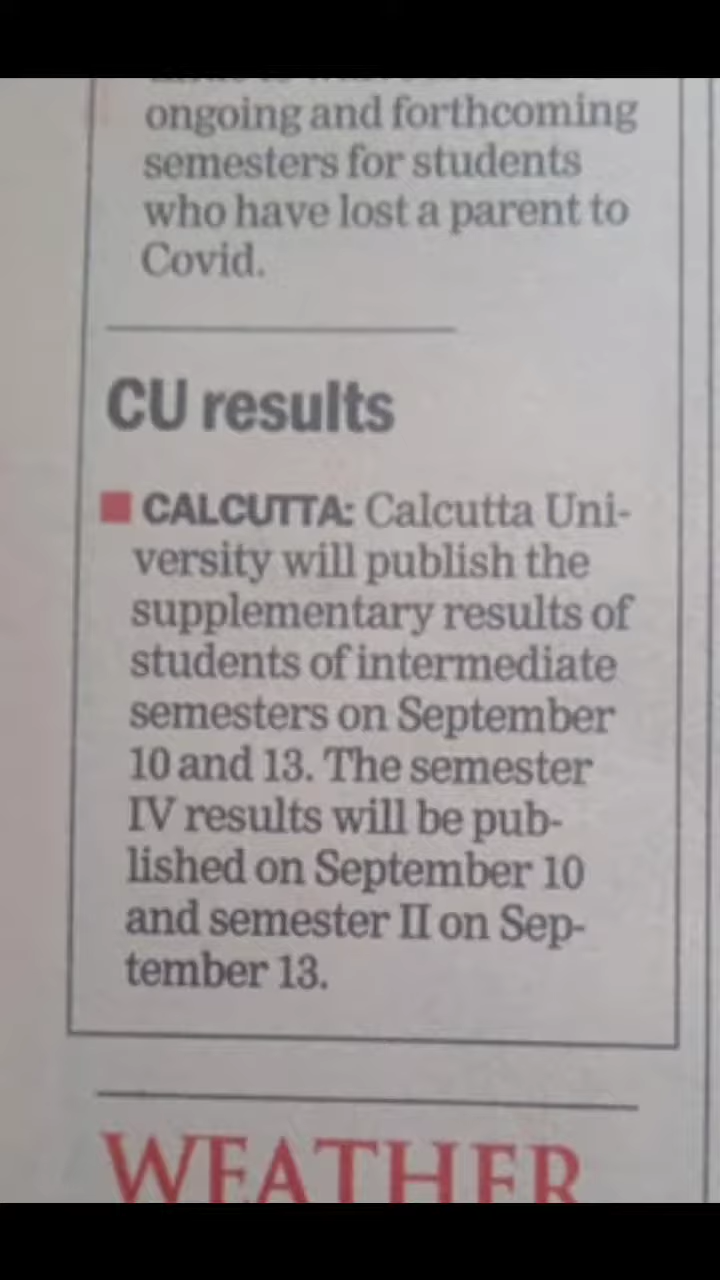 ongoing and forthcoming
semesters for students
who have lost a parent to
Covid.
CU results
CALCUTTA: Calcutta Uni-
versity will publish the
supplementary results of
students of intermediate
semesters on September
10 and 13. The semester
IV results will be pub-
lished on September 10
and semester II on Sep-
tember 13.
WEATHER